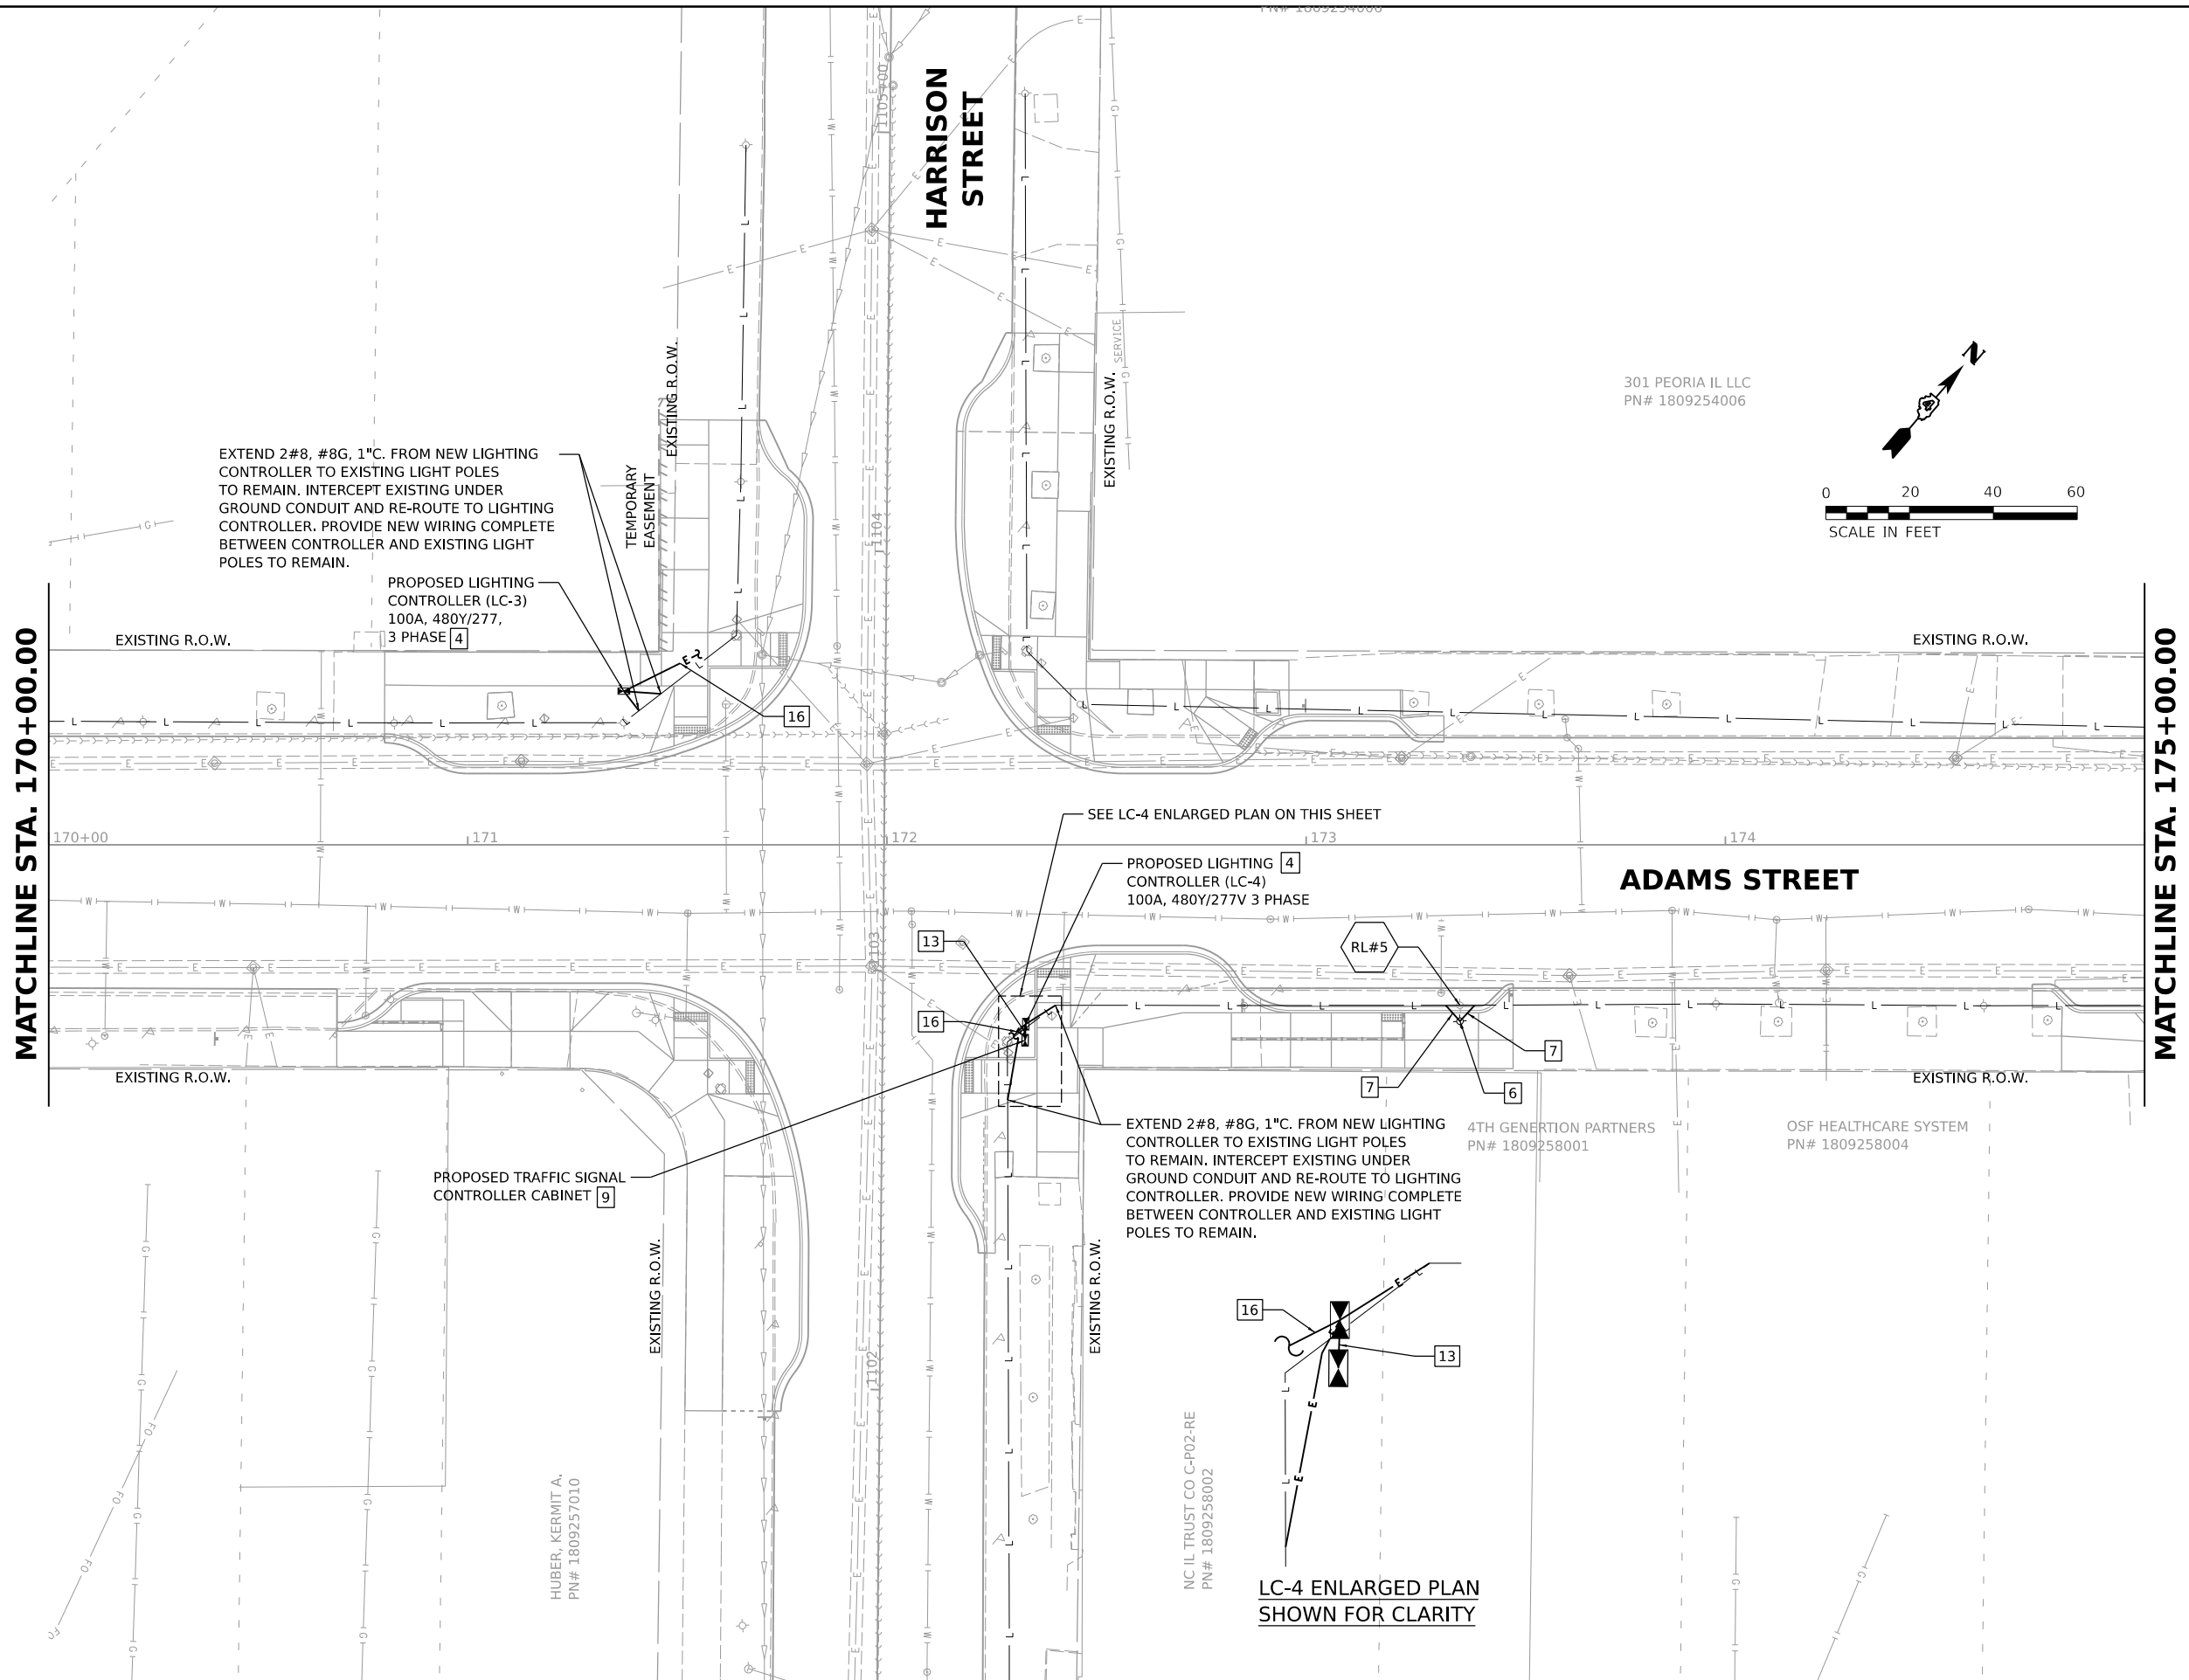 HARRISON
STREET
1105+00
SERVICE
301 PEORIA IL LLC
PN# 1809254006
N
0 20 40 60
SCALE IN FEET
EXTEND 2#8, #8G, 1"C. FROM NEW LIGHTING
CONTROLLER TO EXISTING LIGHT POLES
TO REMAIN. INTERCEPT EXISTING UNDER
GROUND CONDUIT AND RE-ROUTE TO LIGHTING
CONTROLLER. PROVIDE NEW WIRING COMPLETE
BETWEEN CONTROLLER AND EXISTING LIGHT
POLES TO REMAIN.
EXISTING R.O.W.
TEMPORARY
EASEMENT
EXISTING R.O.W.
1104
PROPOSED LIGHTING
CONTROLLER (LC-3)
100A, 480Y/277,
3 PHASE 4
EXISTING R.O.W.
EXISTING R.O.W.
MATCHLINE STA. 170+00.00
MATCHLINE STA. 175+00.00
16
SEE LC-4 ENLARGED PLAN ON THIS SHEET
170+00
171
172
173
174
PROPOSED LIGHTING 4
CONTROLLER (LC-4)
100A, 480Y/277V 3 PHASE
ADAMS STREET
1103
13
RL#5
16
7
7
6
EXISTING R.O.W.
EXISTING R.O.W.
EXTEND 2#8, #8G, 1"C. FROM NEW LIGHTING
CONTROLLER TO EXISTING LIGHT POLES
TO REMAIN. INTERCEPT EXISTING UNDER
GROUND CONDUIT AND RE-ROUTE TO LIGHTING
CONTROLLER. PROVIDE NEW WIRING COMPLETE
BETWEEN CONTROLLER AND EXISTING LIGHT
POLES TO REMAIN.
4TH GENERTION PARTNERS
PN# 1809258001
OSF HEALTHCARE SYSTEM
PN# 1809258004
PROPOSED TRAFFIC SIGNAL
CONTROLLER CABINET 9
EXISTING R.O.W.
EXISTING R.O.W.
1102
16
13
HUBER, KERMIT A.
PN# 1809257010
NC IL TRUST CO C-P02-RE
PN# 1809258002
LC-4 ENLARGED PLAN
SHOWN FOR CLARITY